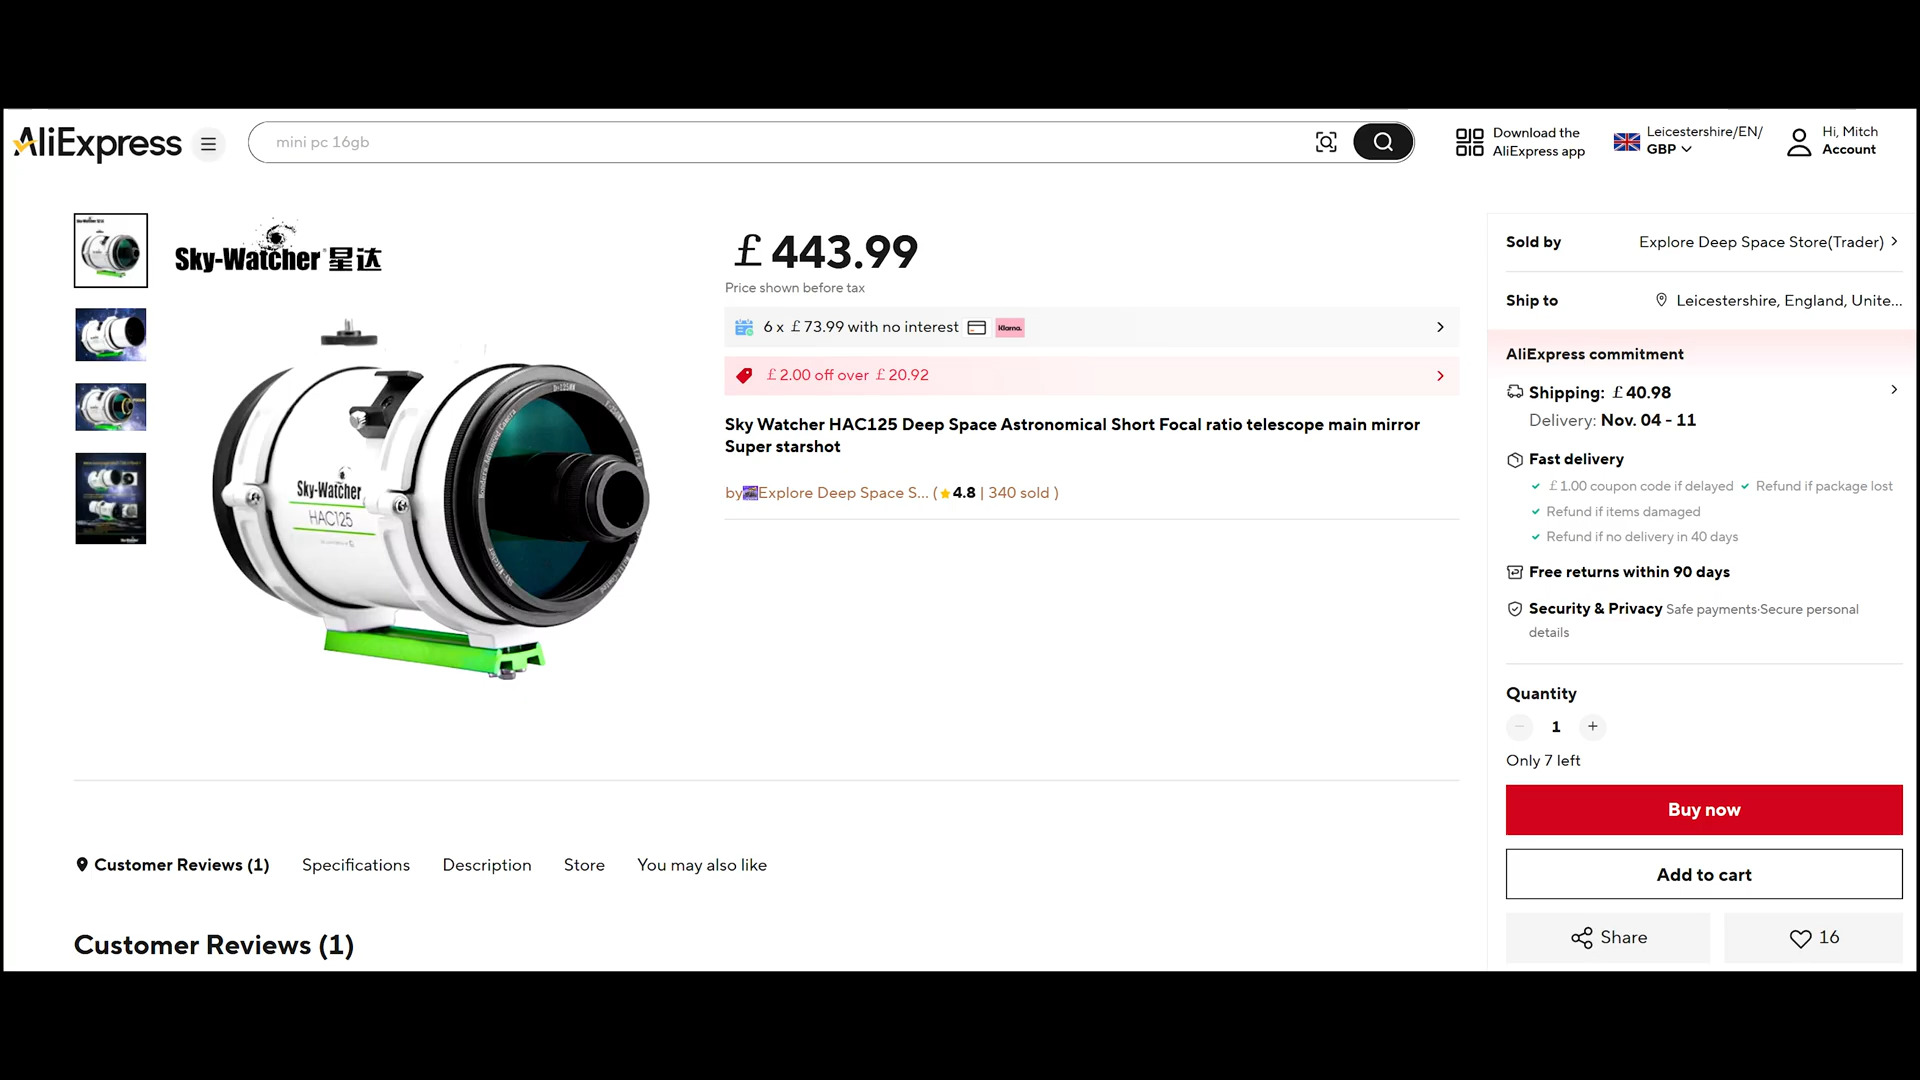 AliExpress
mini pc 16gb
Download the
AliExpress app
Leicestershire/EN/
GBP
Hi, Mitch
Account
Sky-Watcher 星达
Sky-Watcher
HAC125
£443.99
Price shown before tax
6 x £73.99 with no interest
Klarna.
£2.00 off over £20.92
Sky Watcher HAC125 Deep Space Astronomical Short Focal ratio telescope main mirror
Super starshot
by Explore Deep Space S... ( 4.8 | 340 sold )
Sold by
Explore Deep Space Store(Trader)
Ship to
Leicestershire, England, Unite...
AliExpress commitment
Shipping: £40.98
Delivery: Nov. 04 - 11
Fast delivery
£1.00 coupon code if delayed
Refund if package lost
Refund if items damaged
Refund if no delivery in 40 days
Free returns within 90 days
Security & Privacy Safe payments·Secure personal
details
Quantity
1
Only 7 left
Buy now
Add to cart
Share
16
Customer Reviews (1)
Specifications
Description
Store
You may also like
Customer Reviews (1)